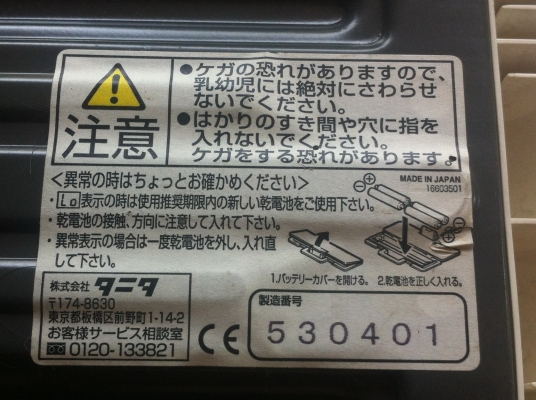 注意
●ケガの恐れがありますので、
乳幼児には絶対にさわらせ
ないでください。
●はかりのすき間や穴に指を
入れないでください。
ケガをする恐れがあります。
<異常の時はちょっとお確かめください>
・Lo表示の時は使用推奨期限内の新しい乾電池をご使用下さい。
・乾電池の接触、方向に注意して入れて下さい。
・異常表示の場合は一度乾電池を外し、入れ直
して下さい。
MADE IN JAPAN
16603501
1.バッテリーカバーを開ける。
2.乾電池を正しく入れる。
株式会社 タニタ
〒174-8630
東京都板橋区前野町1-14-2
お客様サービス相談室
0120-133821
CE
製造番号
530401